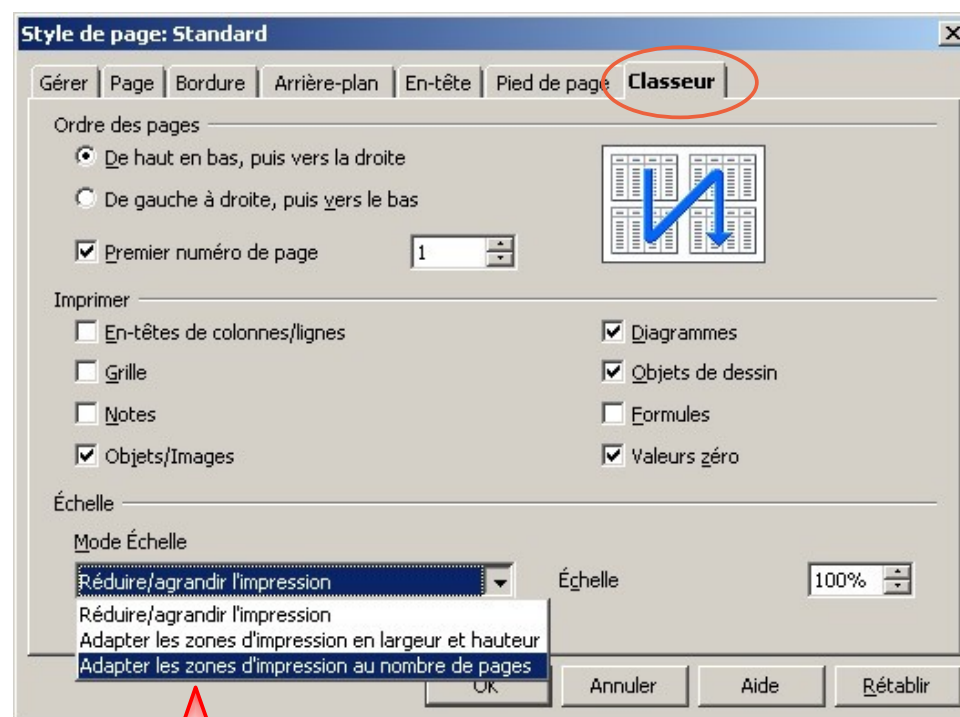 Style de page: Standard
Gérer Page Bordure Arrière-plan En-tête Pied de page Classeur
Ordre des pages
De haut en bas, puis vers la droite
De gauche à droite, puis vers le bas
Premier numéro de page 1
Imprimer
En-têtes de colonnes/lignes
Diagrammes
Grille
Objets de dessin
Notes
Formules
Objets/Images
Valeurs zéro
Échelle
Mode Échelle
Réduire/agrandir l'impression
Échelle 100%
Réduire/agrandir l'impression
Adapter les zones d'impression en largeur et hauteur
Adapter les zones d'impression au nombre de pages
OK Annuler Aide Rétablir